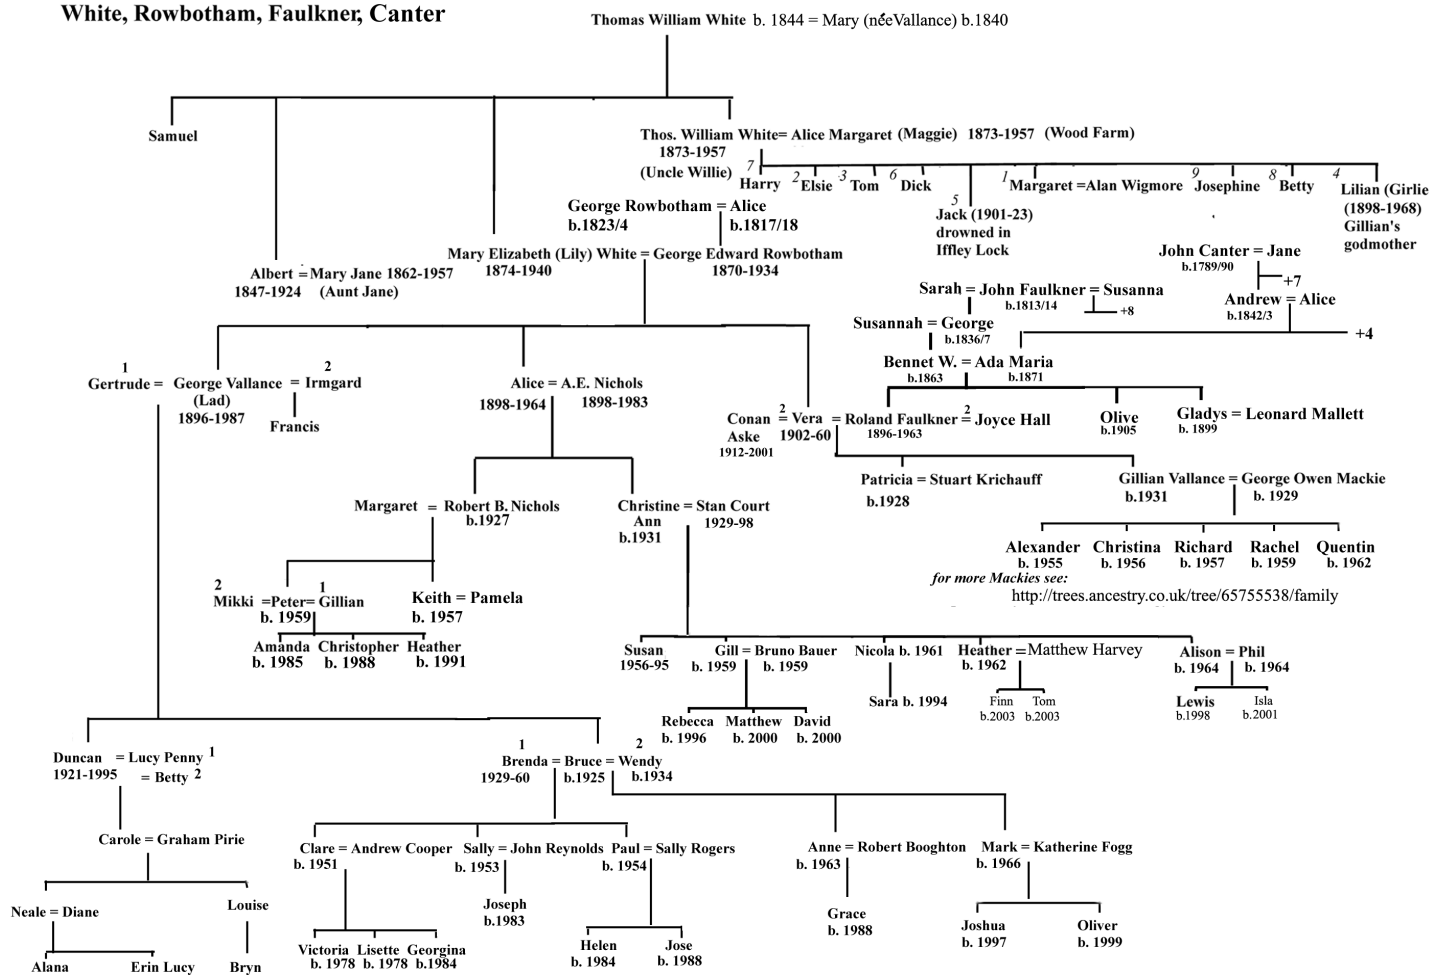 White, Rowbotham, Faulkner, Canter
Thomas William White b. 1844 = Mary (née Vallance) b.1840
Samuel
Thos. William White= Alice Margaret (Maggie) 1873-1957 (Wood Farm)
1873-1957
(Uncle Willie)
7 Harry 2 Elsie 3 Tom 6 Dick 1 Margaret =Alan Wigmore 9 Josephine 8 Betty 4
Lilian (Girlie
(1898-1968)
Gillian's
godmother
5
Jack (1901-23)
drowned in
Iffley Lock
George Rowbotham = Alice
b.1823/4 b.1817/18
Mary Elizabeth (Lily) White = George Edward Rowbotham
1874-1940 1870-1934
Albert = Mary Jane 1862-1957
1847-1924 (Aunt Jane)
John Canter = Jane
b.1789/90
+7
Sarah = John Faulkner = Susanna
b.1813/14
+8
Andrew = Alice
b.1842/3
Susannah = George
b.1836/7
+4
Bennet W. = Ada Maria
b.1863 b.1871
1 2
Gertrude = George Vallance = Irmgard
(Lad)
1896-1987
Francis
Alice = A.E. Nichols
1898-1964 1898-1983
Conan 2 = Vera = Roland Faulkner = 2 Joyce Hall
Aske 1902-60 1896-1963
1912-2001
Olive
b.1905
Gladys = Leonard Mallett
b. 1899
Patricia = Stuart Krichauff
b.1928
Gillian Vallance = George Owen Mackie
b.1931 b. 1929
Margaret = Robert B. Nichols
b.1927
Christine = Stan Court
Ann 1929-98
b.1931
Alexander Christina Richard Rachel Quentin
b. 1955 b. 1956 b. 1957 b. 1959 b. 1962
for more Mackies see:
http://trees.ancestry.co.uk/tree/65755538/family
2 1
Mikki =Peter= Gillian
b. 1959
Keith = Pamela
b. 1957
Amanda Christopher Heather
b. 1985 b. 1988 b. 1991
Susan Gill = Bruno Bauer Nicola b. 1961 Heather = Matthew Harvey Alison = Phil
1956-95 b. 1959 b. 1959 b. 1962 b. 1964 b. 1964
Sara b. 1994
Finn Tom
b.2003 b.2003
Lewis Isla
b.1998 b.2001
Rebecca Matthew David
b. 1996 b. 2000 b. 2000
Duncan = Lucy Penny 1
1921-1995 = Betty 2
1 2
Brenda = Bruce = Wendy
1929-60 b.1925 b.1934
Carole = Graham Pirie
Clare = Andrew Cooper Sally = John Reynolds Paul = Sally Rogers
b. 1951 b. 1953 b. 1954
Anne = Robert Booghton Mark = Katherine Fogg
b. 1963 b. 1966
Neale = Diane Louise
Joseph
b.1983
Grace
b. 1988
Joshua Oliver
b. 1997 b. 1999
Victoria Lisette Georgina
b. 1978 b. 1978 b.1984
Helen Jose
b. 1984 b. 1988
Alana Erin Lucy Bryn